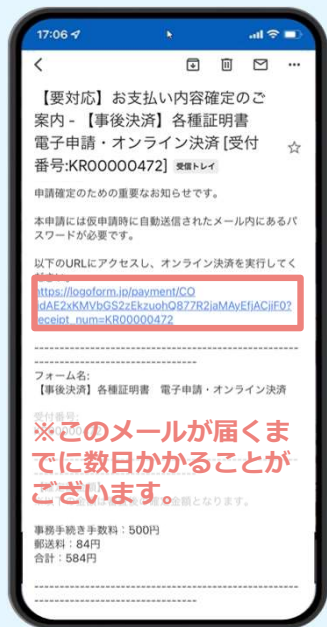 17:06
【要対応】お支払い内容確定のご
案内 - 【事後決済】各種証明書
電子申請・オンライン決済 [受付
番号:KR00000472] 受信トレイ
申請確定のための重要なお知らせです。
本申請には仮申請時に自動送信されたメール内にあるパ
スワードが必要です。
以下のURLにアクセスし、オンライン決済を実行してく
ださい。
https://logoform.jp/payment/CO
idAE2xKMVbGS2zEkzuohQ877R2jaMAyEfiACjiF0?
receipt_num=KR00000472
----------------------------------------------------
--------------------------------
フォーム名:
【事後決済】各種証明書 電子申請・オンライン決済
受付番号:
※このメールが届くま
でに数日かかることが
ございます。
事務手続き手数料：500円
郵送料：84円
合計：584円
----------------------------------------------------
--------------------------------